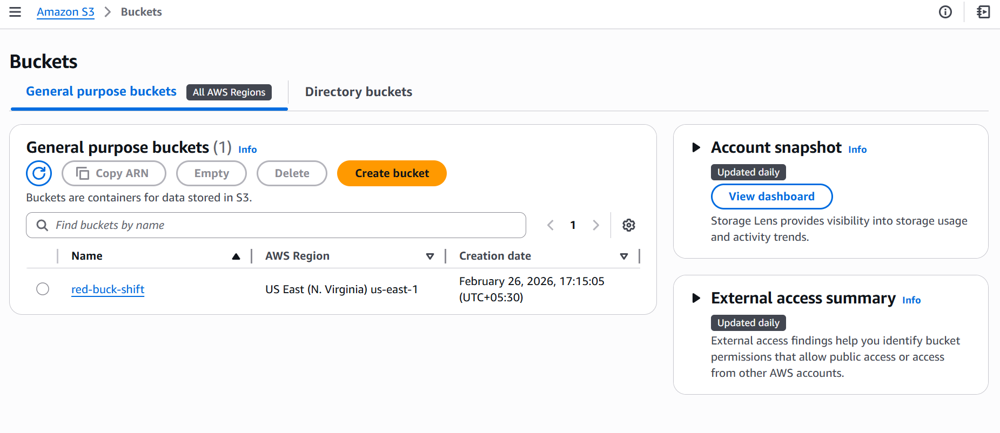 Amazon S3 > Buckets
Buckets
General purpose buckets All AWS Regions Directory buckets
General purpose buckets (1) Info
Copy ARN Empty Delete Create bucket
Buckets are containers for data stored in S3.
Find buckets by name
1
Name AWS Region Creation date
red-buck-shift US East (N. Virginia) us-east-1 February 26, 2026, 17:15:05
(UTC+05:30)
Account snapshot Info
Updated daily
View dashboard
Storage Lens provides visibility into storage usage
and activity trends.
External access summary Info
Updated daily
External access findings help you identify bucket
permissions that allow public access or access
from other AWS accounts.